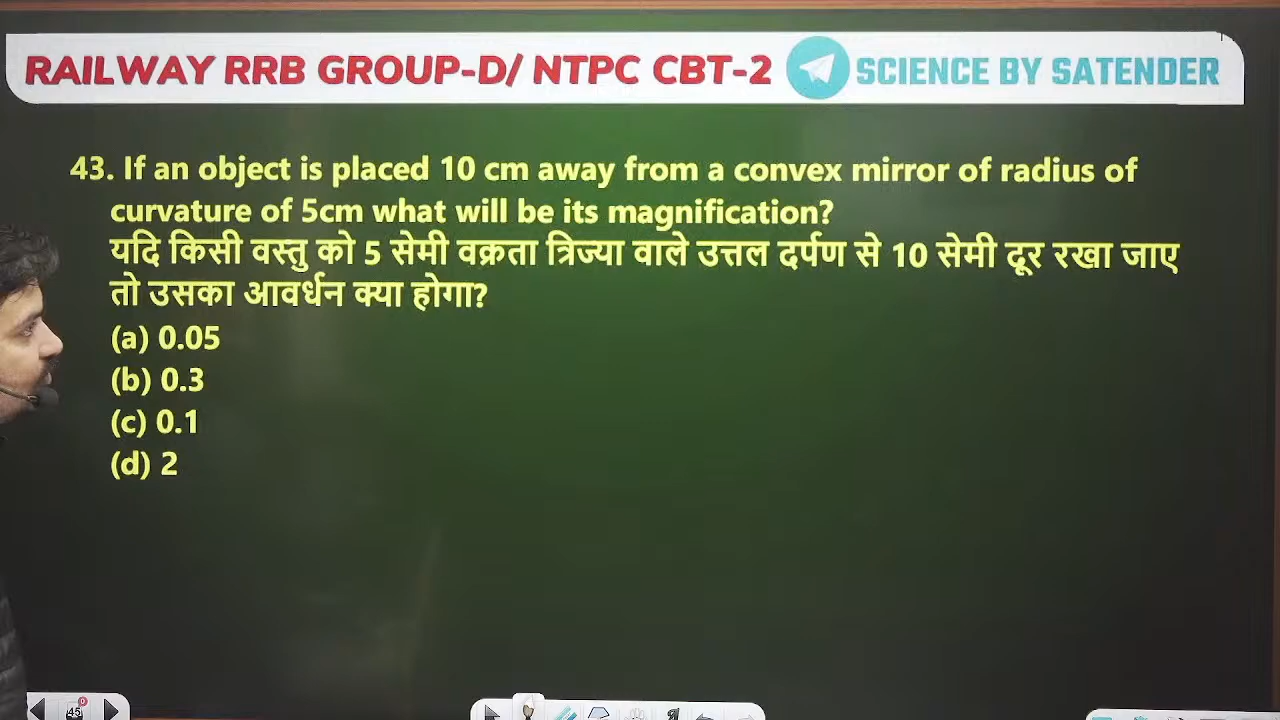 RAILWAY RRB GROUP-D/ NTPC CBT-2 SCIENCE BY SATENDER
43. If an object is placed 10 cm away from a convex mirror of radius of
curvature of 5cm what will be its magnification?
यदि किसी वस्तु को 5 सेमी वक्रता त्रिज्या वाले उत्तल दर्पण से 10 सेमी दूर रखा जाए
तो उसका आवर्धन क्या होगा?
(a) 0.05
(b) 0.3
(c) 0.1
(d) 2
45